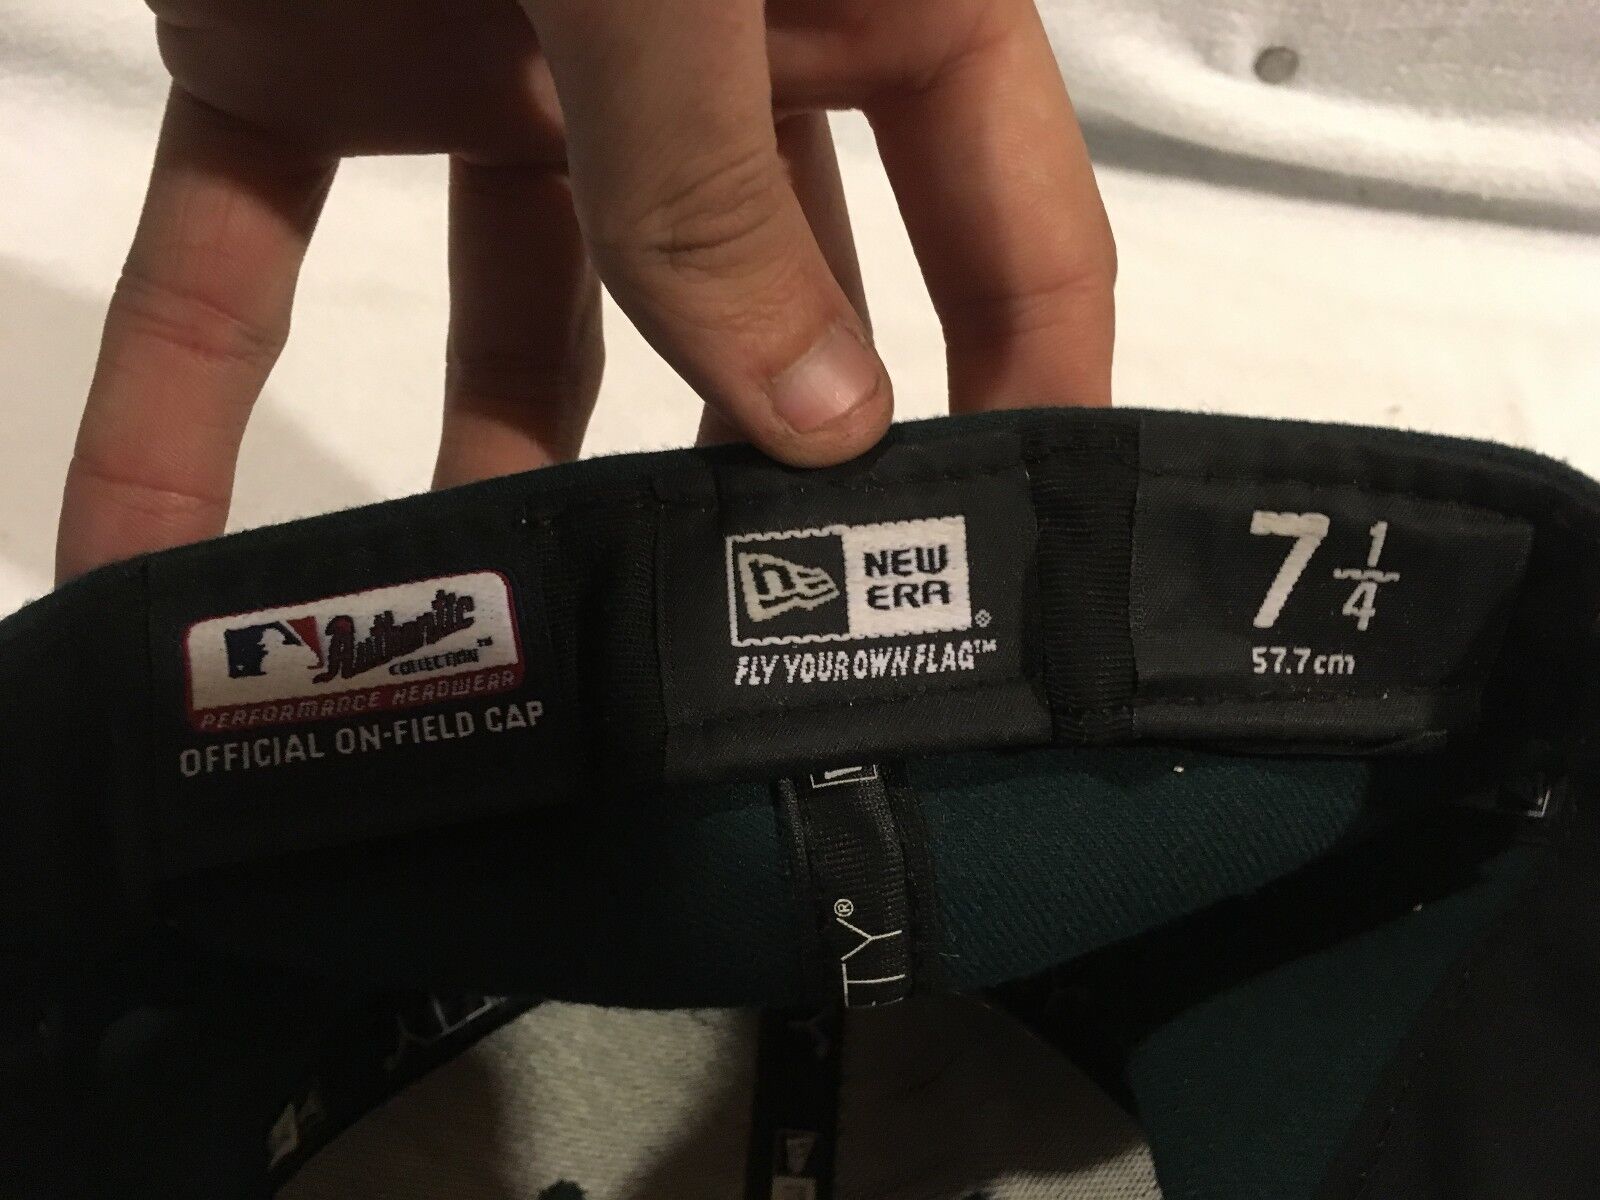 Authentic
COLLECTION™
PERFORMANCE HEADWEAR
OFFICIAL ON-FIELD CAP
NEW
ERA
®
FLY YOUR OWN FLAG™
7 1/4
57.7cm
TY®